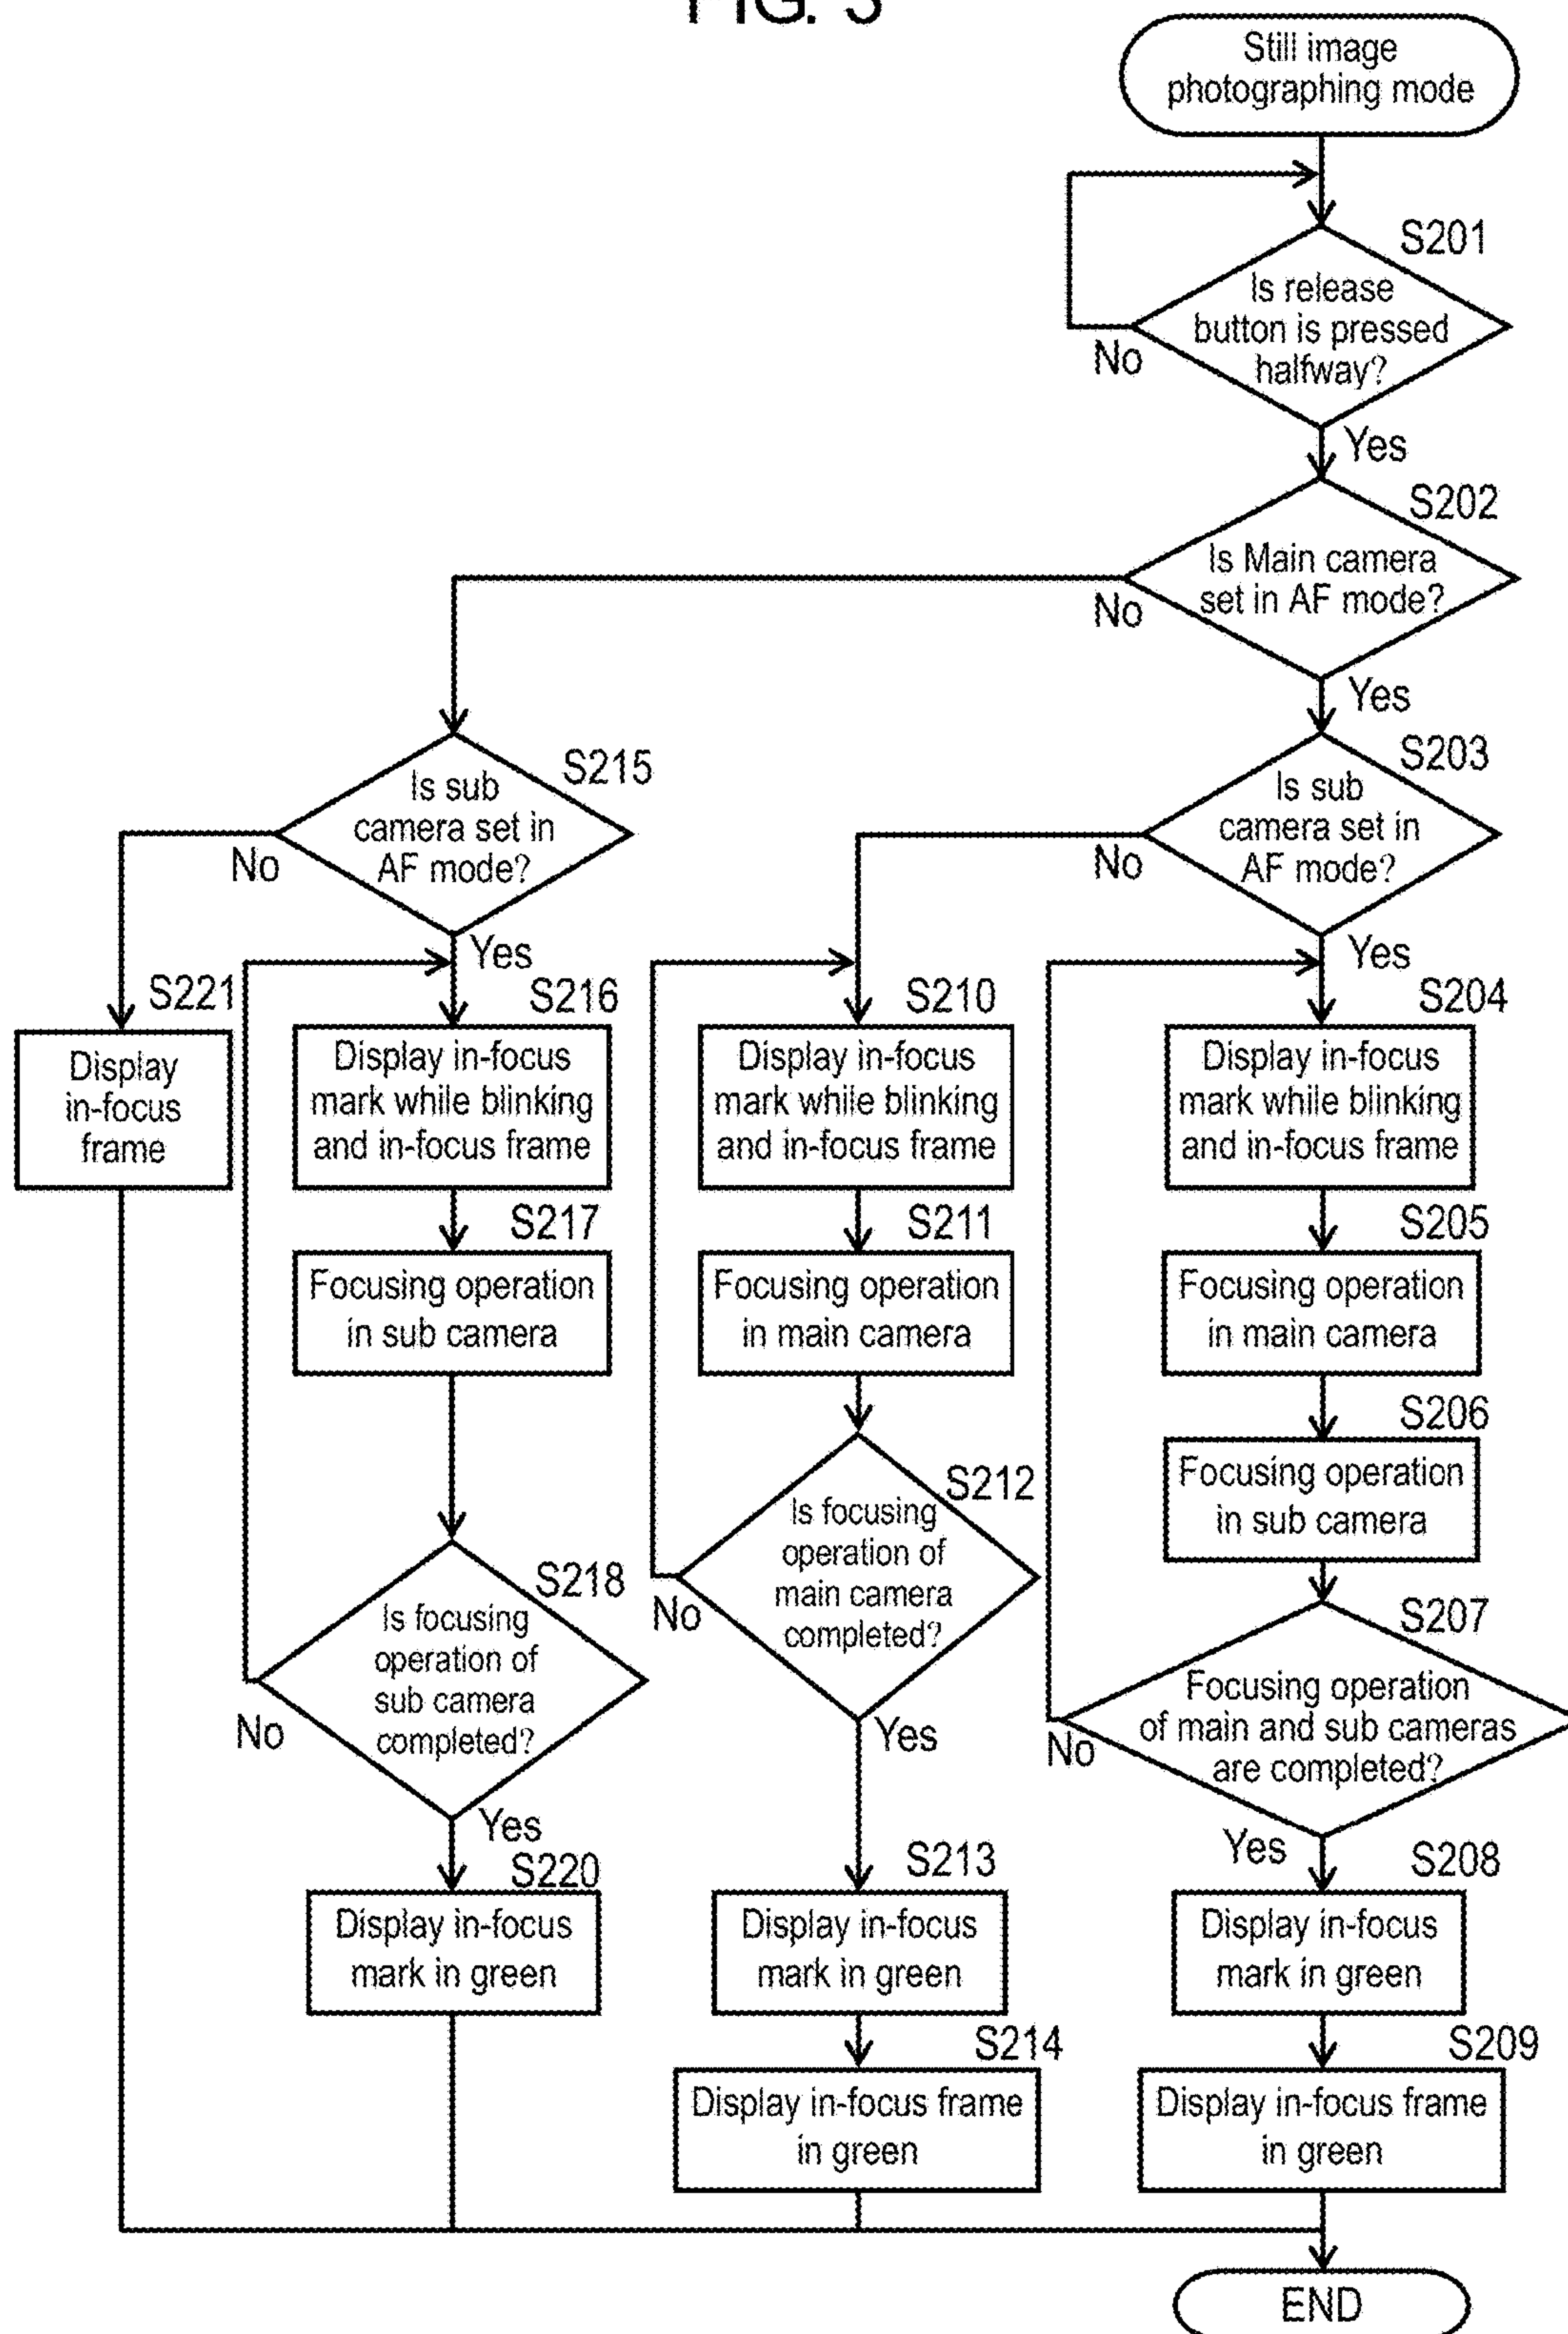 FIG. 5
Still image
photographing mode
S201
Is release
button is pressed
halfway?
No
Yes
S202
Is Main camera
set in AF mode?
No
Yes
S215
Is sub
camera set in
AF mode?
No
Yes
S203
Is sub
camera set in
AF mode?
No
Yes
S221
Display
in-focus
frame
S216
Display in-focus
mark while blinking
and in-focus frame
S210
Display in-focus
mark while blinking
and in-focus frame
S204
Display in-focus
mark while blinking
and in-focus frame
S217
Focusing operation
in sub camera
S211
Focusing operation
in main camera
S205
Focusing operation
in main camera
S206
Focusing operation
in sub camera
S218
Is focusing
operation of
sub camera
completed?
No
Yes
S212
Is focusing
operation of
main camera
completed?
No
Yes
S207
Focusing operation
of main and sub cameras
are completed?
No
Yes
S220
Display in-focus
mark in green
S213
Display in-focus
mark in green
S208
Display in-focus
mark in green
S214
Display in-focus frame
in green
S209
Display in-focus frame
in green
END